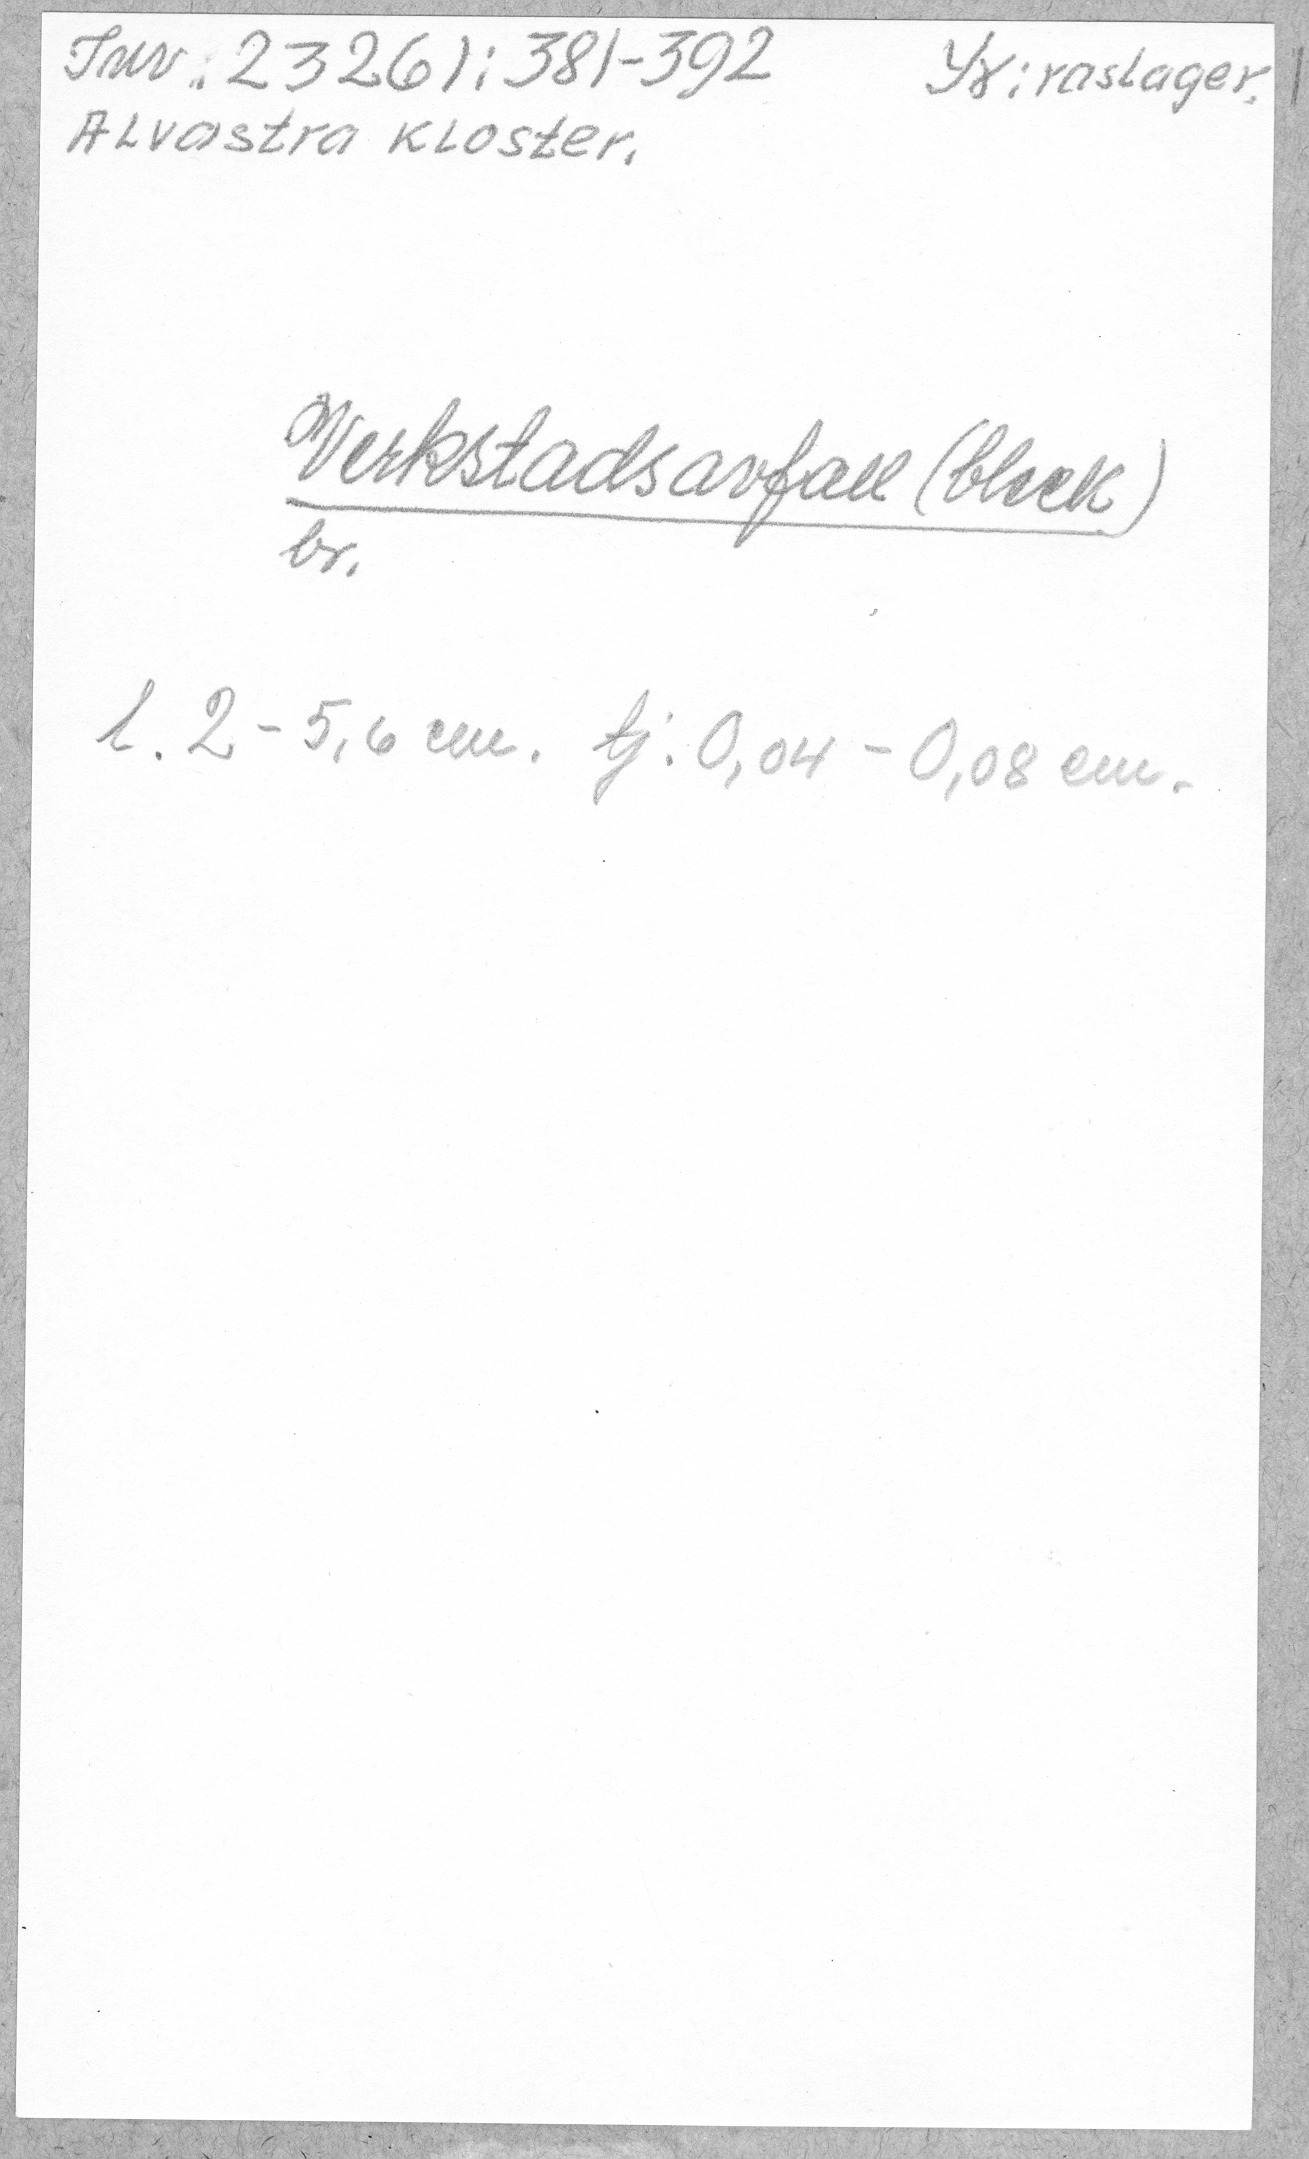 Inv.: 23261: 381-392 Yx: raslager.
Alvastra kloster.
Verkstadsavfall (bleck)
br.
l. 2-5,6 cm. tj: 0,04 - 0,08 cm.